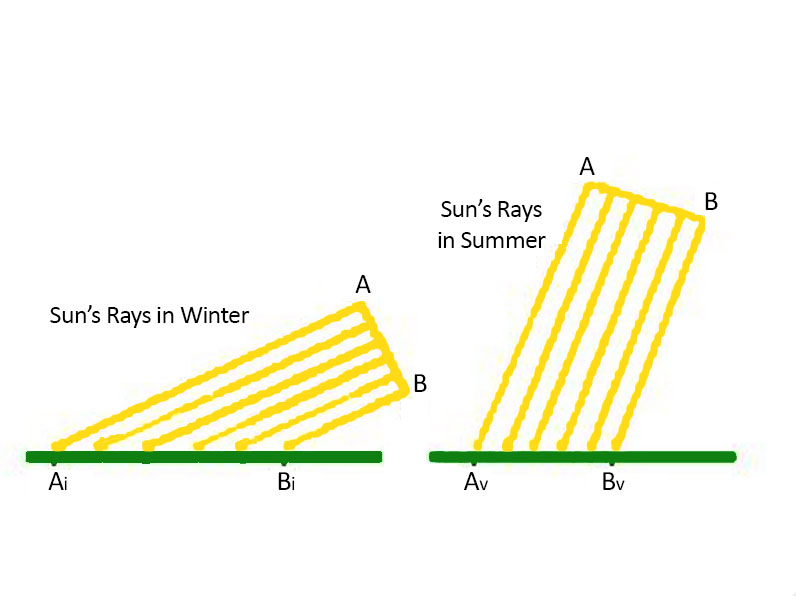 Sun's Rays in Winter
A
B
Ai
Bi
Sun's Rays
in Summer
A
B
Av
Bv